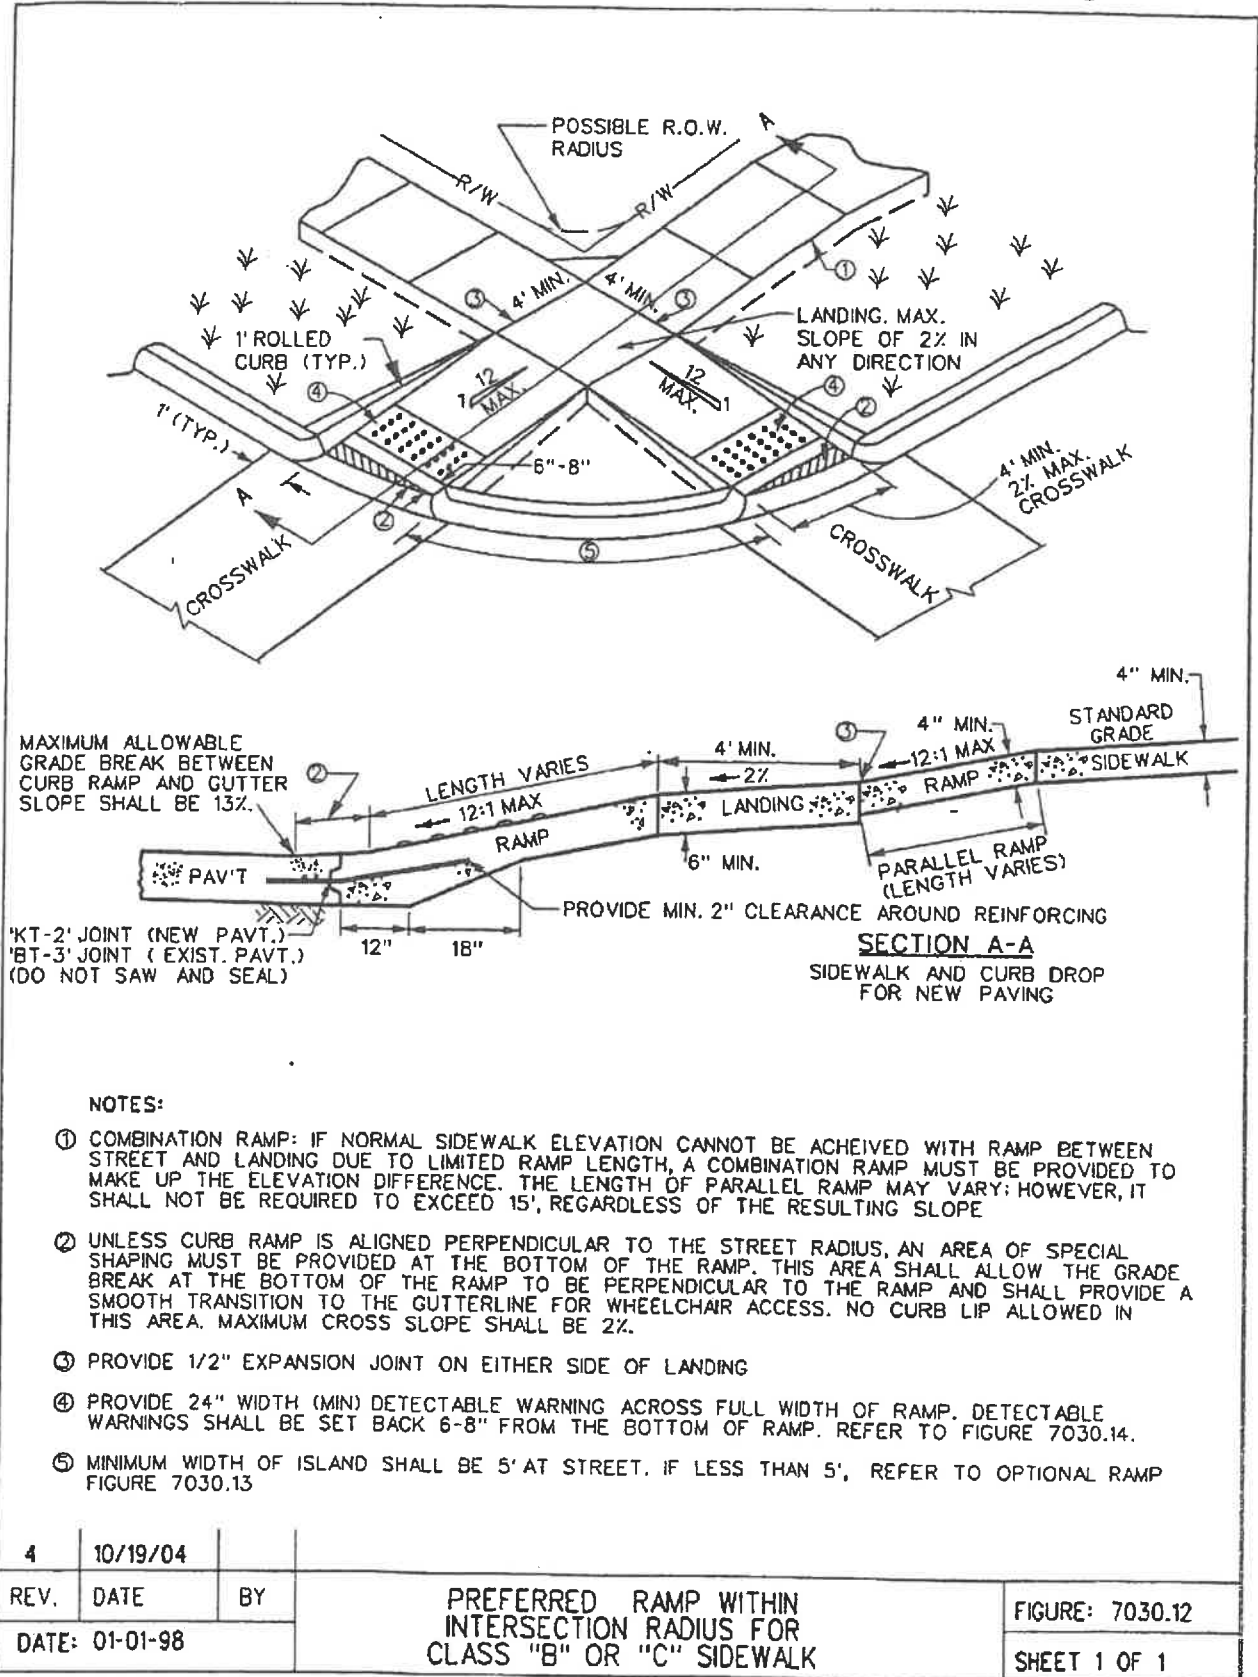 POSSIBLE R.O.W.
RADIUS
A
R/W
R/W
①
③
4' MIN.
4' MIN.
③
1' ROLLED
CURB (TYP.)
LANDING. MAX.
SLOPE OF 2% IN
ANY DIRECTION
④
12
1
MAX.
12
MAX.
1
④
②
1' (TYP.)
6"-8"
4' MIN.
2% MAX.
CROSSWALK
A
②
⑤
CROSSWALK
CROSSWALK
4" MIN.
MAXIMUM ALLOWABLE
GRADE BREAK BETWEEN
CURB RAMP AND GUTTER
SLOPE SHALL BE 13%.
②
LENGTH VARIES
12:1 MAX
RAMP
4' MIN.
2%
LANDING
③
4" MIN.
12:1 MAX
RAMP
STANDARD
GRADE
SIDEWALK
PAV'T
6" MIN.
PARALLEL RAMP
(LENGTH VARIES)
PROVIDE MIN. 2" CLEARANCE AROUND REINFORCING
'KT-2' JOINT (NEW PAVT.)
'BT-3' JOINT ( EXIST. PAVT.)
(DO NOT SAW AND SEAL)
12"
18"
SECTION A-A
SIDEWALK AND CURB DROP
FOR NEW PAVING
NOTES:
① COMBINATION RAMP: IF NORMAL SIDEWALK ELEVATION CANNOT BE ACHEIVED WITH RAMP BETWEEN
STREET AND LANDING DUE TO LIMITED RAMP LENGTH, A COMBINATION RAMP MUST BE PROVIDED TO
MAKE UP THE ELEVATION DIFFERENCE. THE LENGTH OF PARALLEL RAMP MAY VARY; HOWEVER, IT
SHALL NOT BE REQUIRED TO EXCEED 15', REGARDLESS OF THE RESULTING SLOPE
② UNLESS CURB RAMP IS ALIGNED PERPENDICULAR TO THE STREET RADIUS, AN AREA OF SPECIAL
SHAPING MUST BE PROVIDED AT THE BOTTOM OF THE RAMP. THIS AREA SHALL ALLOW THE GRADE
BREAK AT THE BOTTOM OF THE RAMP TO BE PERPENDICULAR TO THE RAMP AND SHALL PROVIDE A
SMOOTH TRANSITION TO THE GUTTERLINE FOR WHEELCHAIR ACCESS. NO CURB LIP ALLOWED IN
THIS AREA. MAXIMUM CROSS SLOPE SHALL BE 2%.
③ PROVIDE 1/2" EXPANSION JOINT ON EITHER SIDE OF LANDING
④ PROVIDE 24" WIDTH (MIN) DETECTABLE WARNING ACROSS FULL WIDTH OF RAMP. DETECTABLE
WARNINGS SHALL BE SET BACK 6-8" FROM THE BOTTOM OF RAMP. REFER TO FIGURE 7030.14.
⑤ MINIMUM WIDTH OF ISLAND SHALL BE 5' AT STREET. IF LESS THAN 5', REFER TO OPTIONAL RAMP
FIGURE 7030.13
4 10/19/04
REV. DATE BY
DATE: 01-01-98
PREFERRED RAMP WITHIN
INTERSECTION RADIUS FOR
CLASS "B" OR "C" SIDEWALK
FIGURE: 7030.12
SHEET 1 OF 1